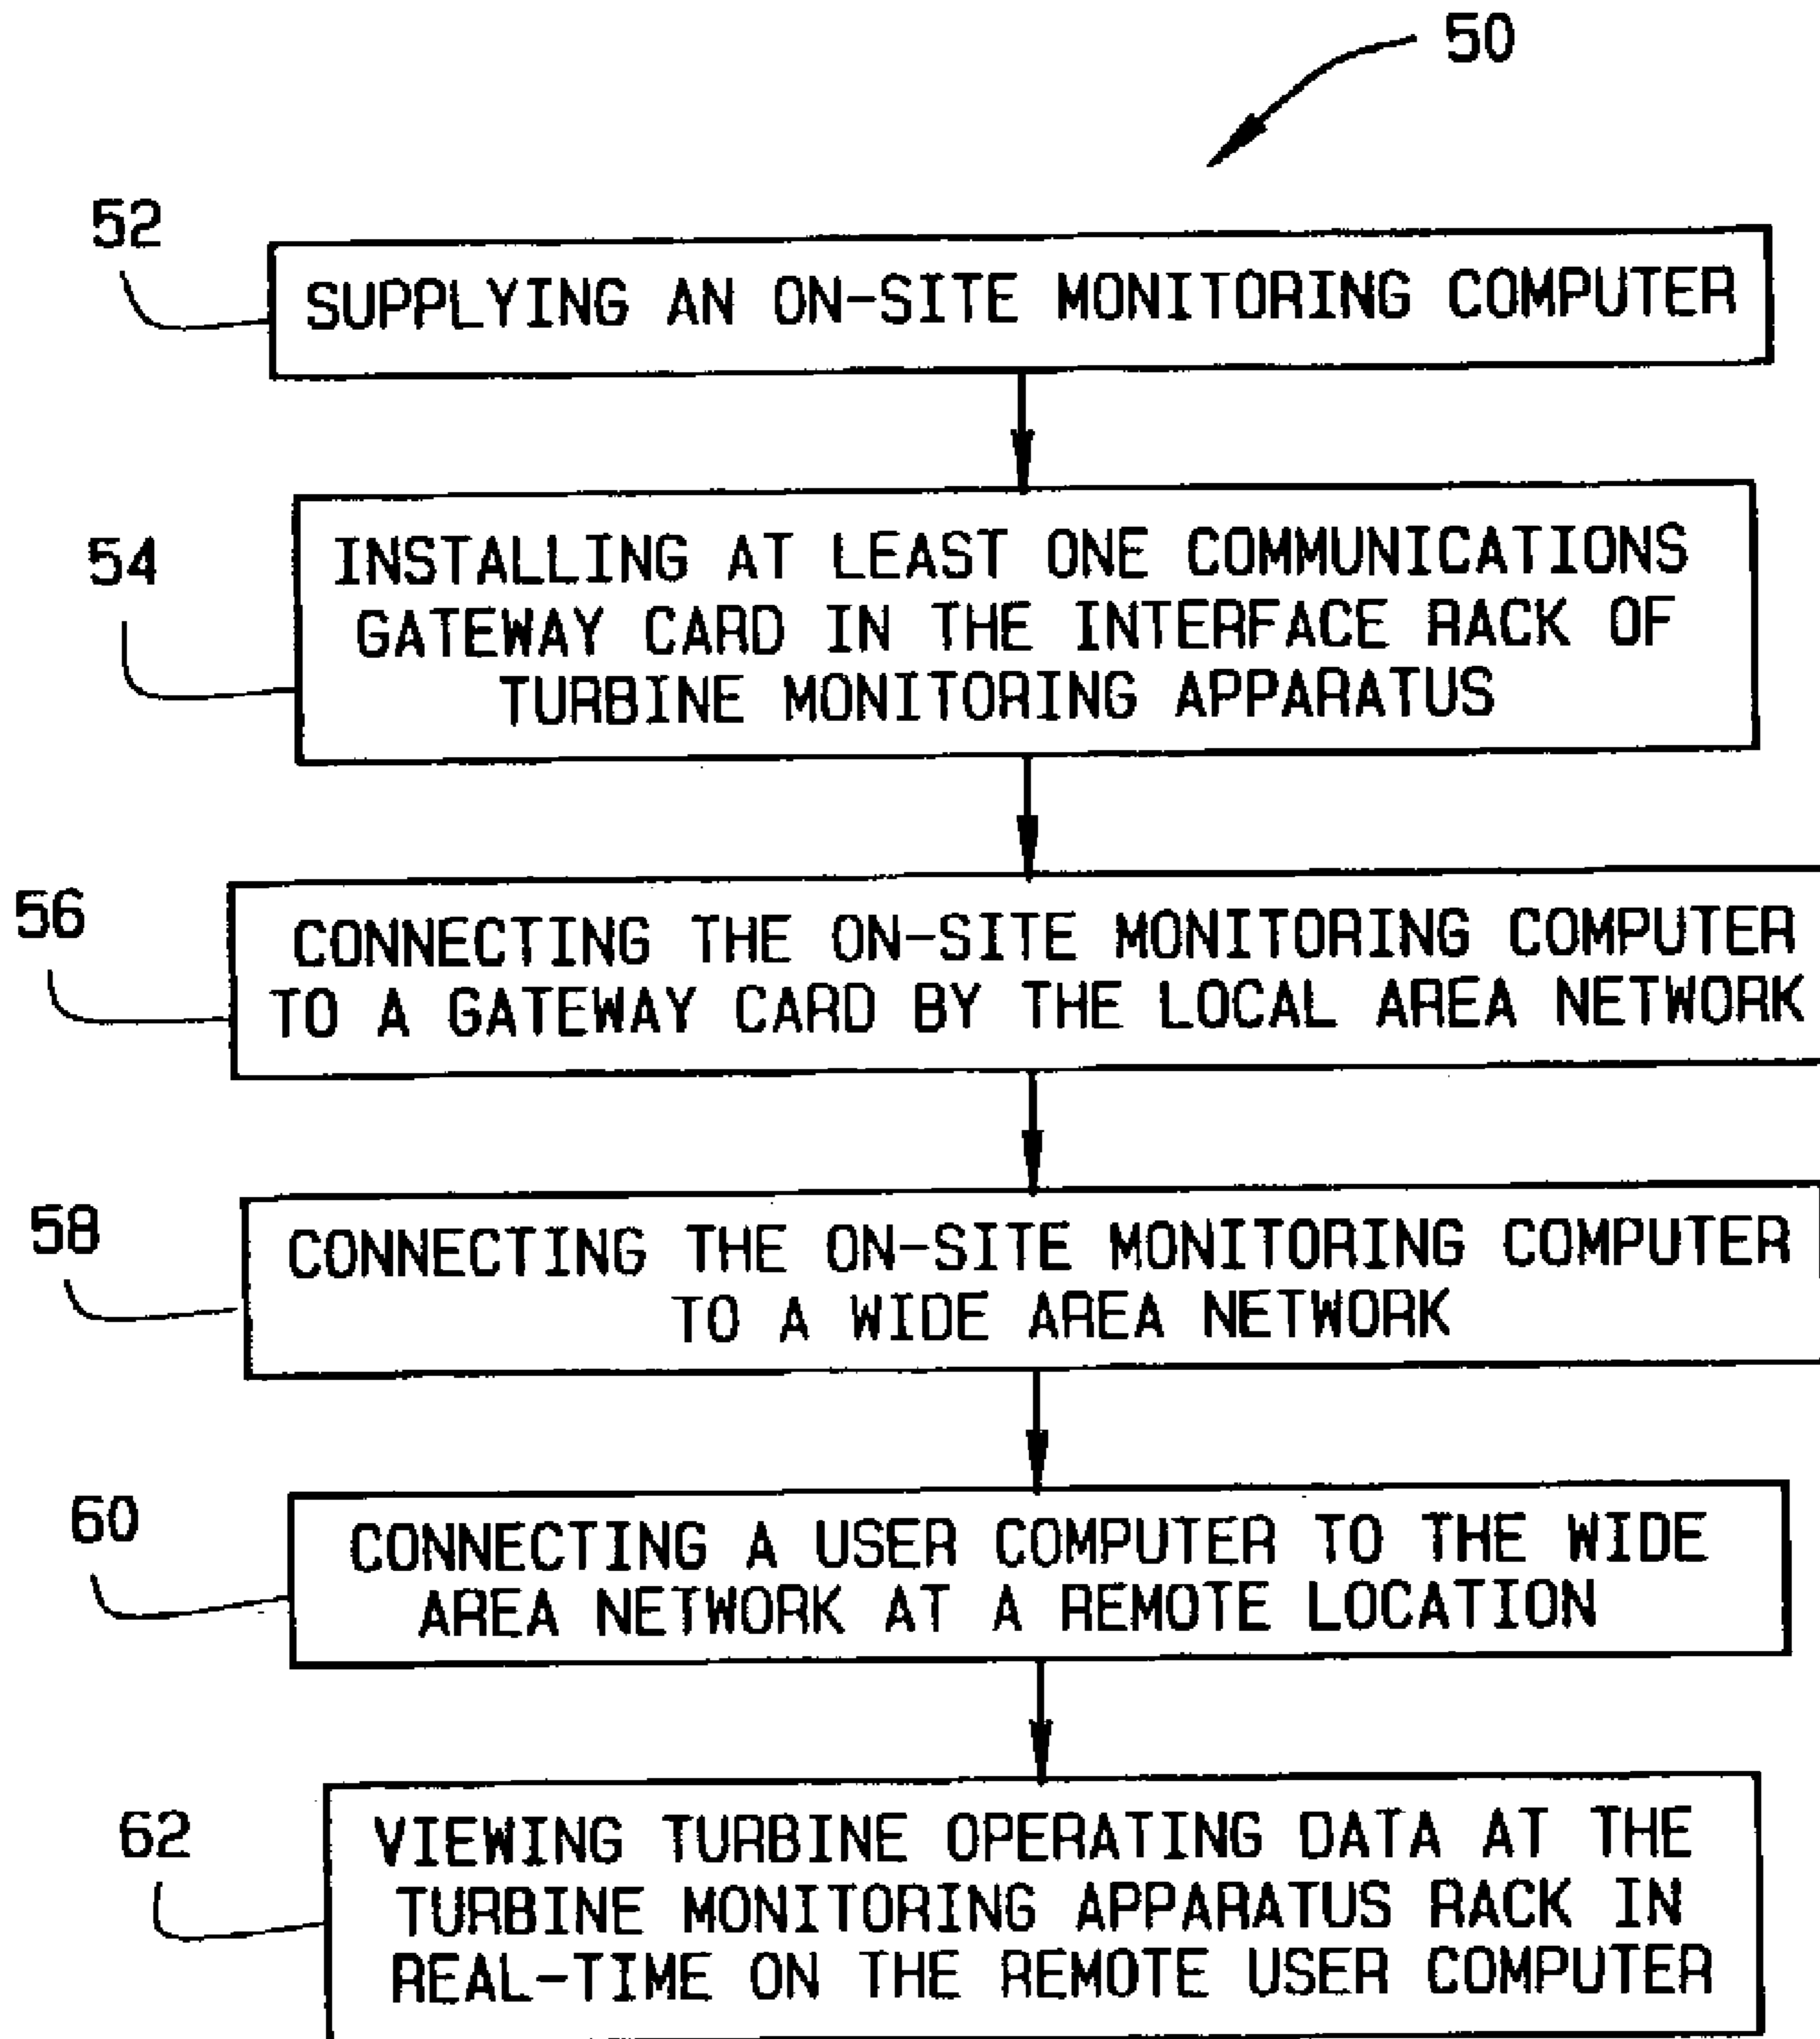 50
52
SUPPLYING AN ON-SITE MONITORING COMPUTER
54
INSTALLING AT LEAST ONE COMMUNICATIONS
GATEWAY CARD IN THE INTERFACE RACK OF
TURBINE MONITORING APPARATUS
56
CONNECTING THE ON-SITE MONITORING COMPUTER
TO A GATEWAY CARD BY THE LOCAL AREA NETWORK
58
CONNECTING THE ON-SITE MONITORING COMPUTER
TO A WIDE AREA NETWORK
60
CONNECTING A USER COMPUTER TO THE WIDE
AREA NETWORK AT A REMOTE LOCATION
62
VIEWING TURBINE OPERATING DATA AT THE
TURBINE MONITORING APPARATUS RACK IN
REAL-TIME ON THE REMOTE USER COMPUTER